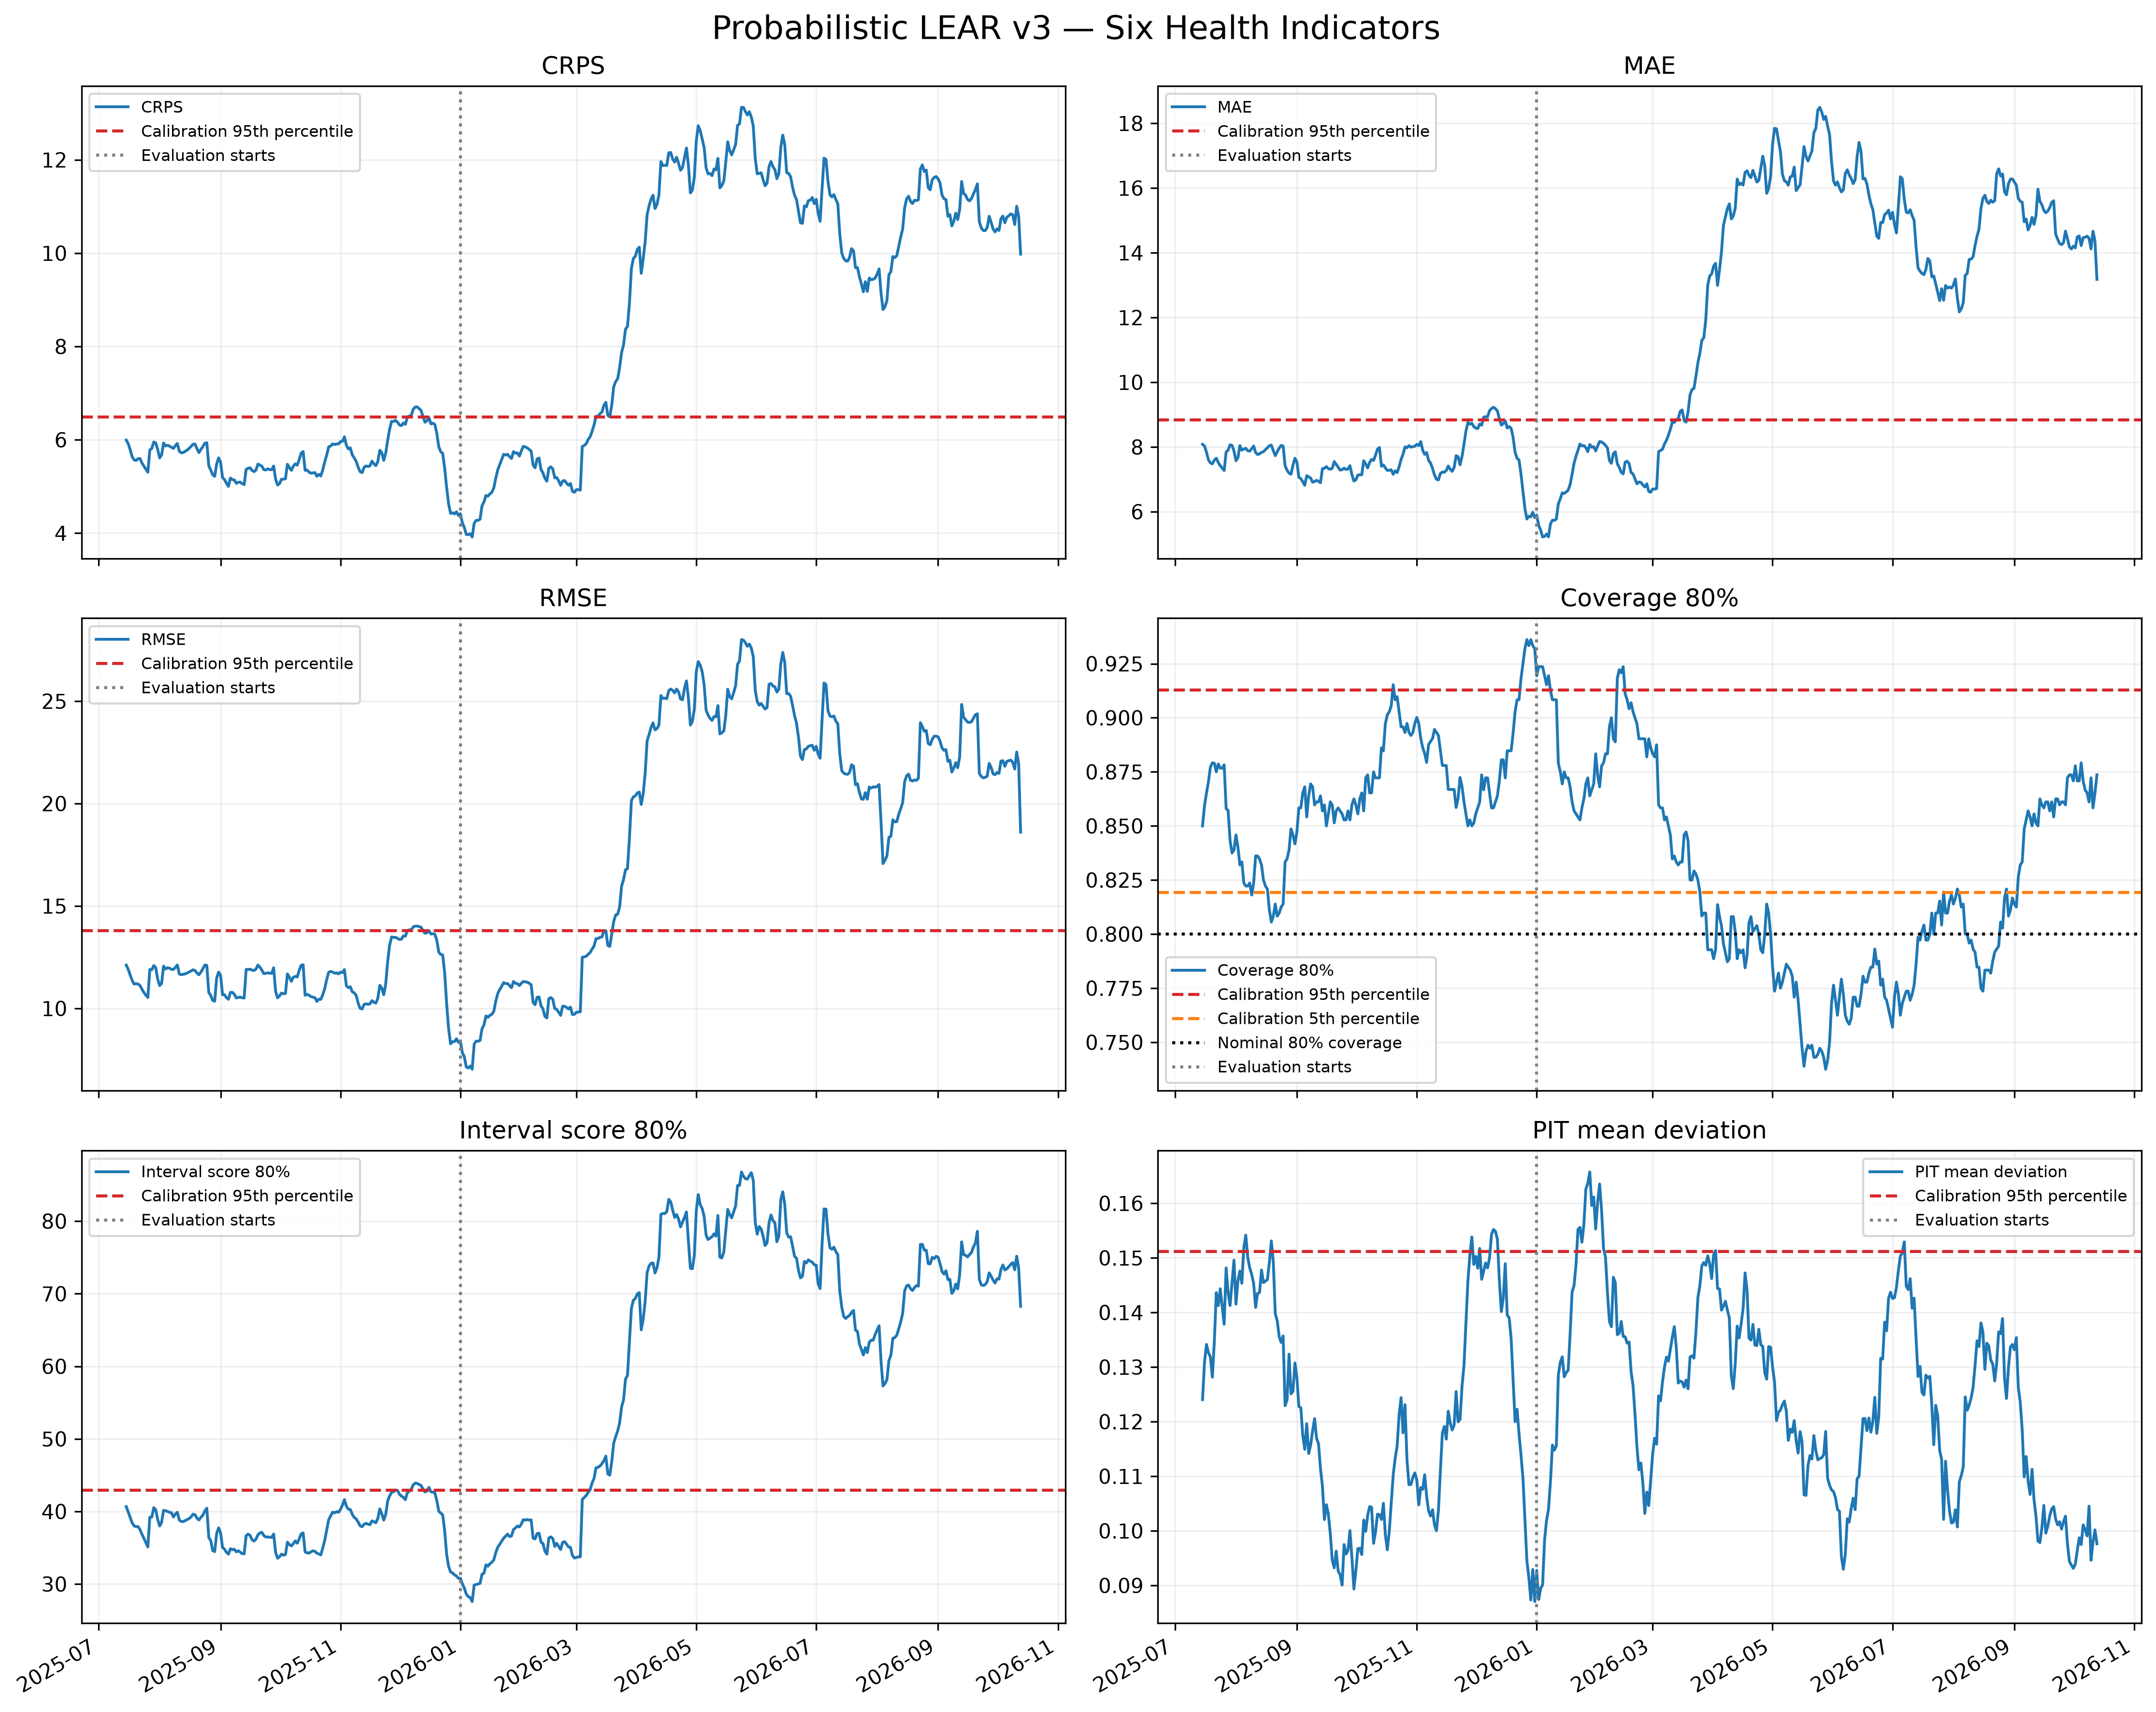 Probabilistic LEAR v3 — Six Health Indicators
CRPS
CRPS
Calibration 95th percentile
Evaluation starts
12
10
8
6
4
MAE
MAE
Calibration 95th percentile
Evaluation starts
18
16
14
12
10
8
6
RMSE
RMSE
Calibration 95th percentile
Evaluation starts
25
20
15
10
Coverage 80%
0.925
0.900
0.875
0.850
0.825
0.800
0.775
0.750
Coverage 80%
Calibration 95th percentile
Calibration 5th percentile
Nominal 80% coverage
Evaluation starts
Interval score 80%
Interval score 80%
Calibration 95th percentile
Evaluation starts
80
70
60
50
40
30
2025-07
2025-09
2025-11
2026-01
2026-03
2026-05
2026-07
2026-09
2026-11
PIT mean deviation
PIT mean deviation
Calibration 95th percentile
Evaluation starts
0.16
0.15
0.14
0.13
0.12
0.11
0.10
0.09
2025-07
2025-09
2025-11
2026-01
2026-03
2026-05
2026-07
2026-09
2026-11